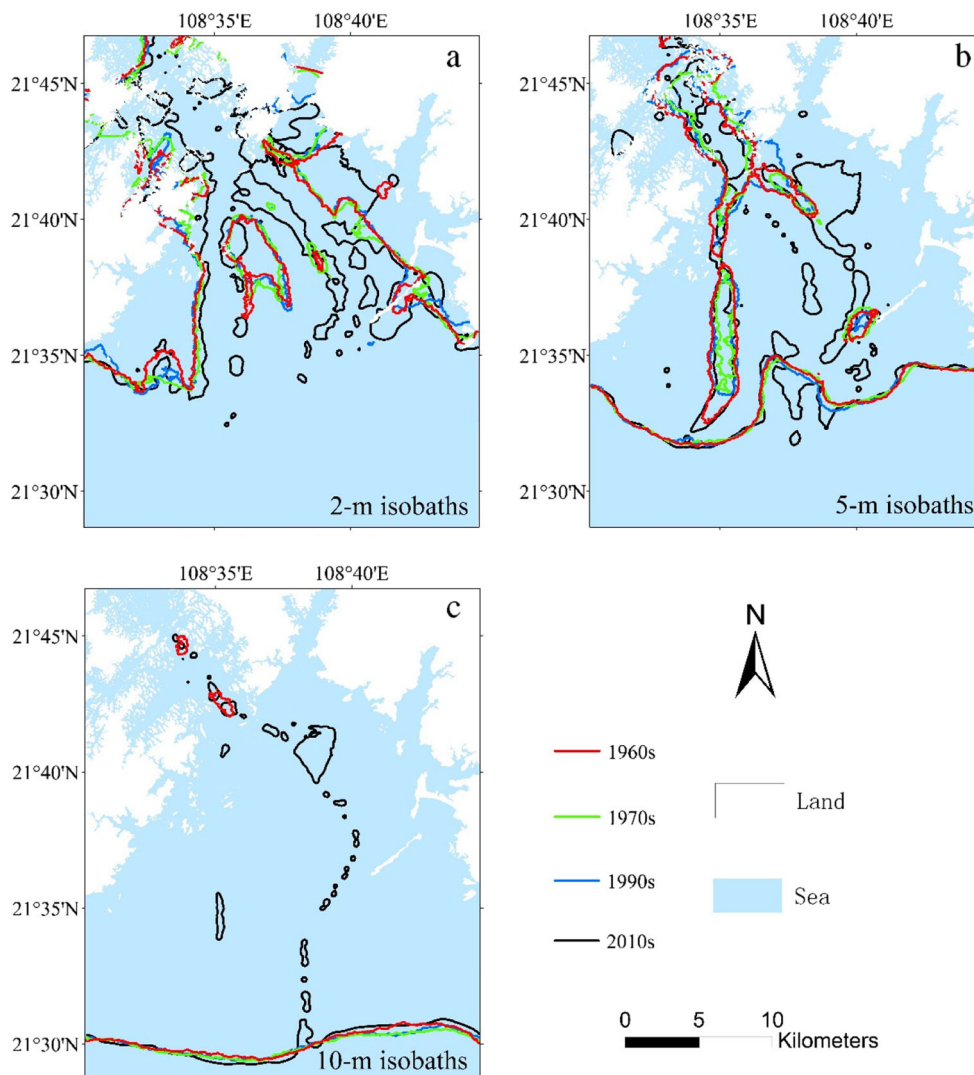 108°35'E 108°40'E
108°35'E 108°40'E
a
b
21°45'N
21°45'N
21°40'N
21°40'N
21°35'N
21°35'N
21°30'N
21°30'N
2-m isobaths
5-m isobaths
108°35'E 108°40'E
c
21°45'N
21°40'N
21°35'N
21°30'N
10-m isobaths
N
1960s
1970s
1990s
2010s
Land
Sea
0 5 10
Kilometers